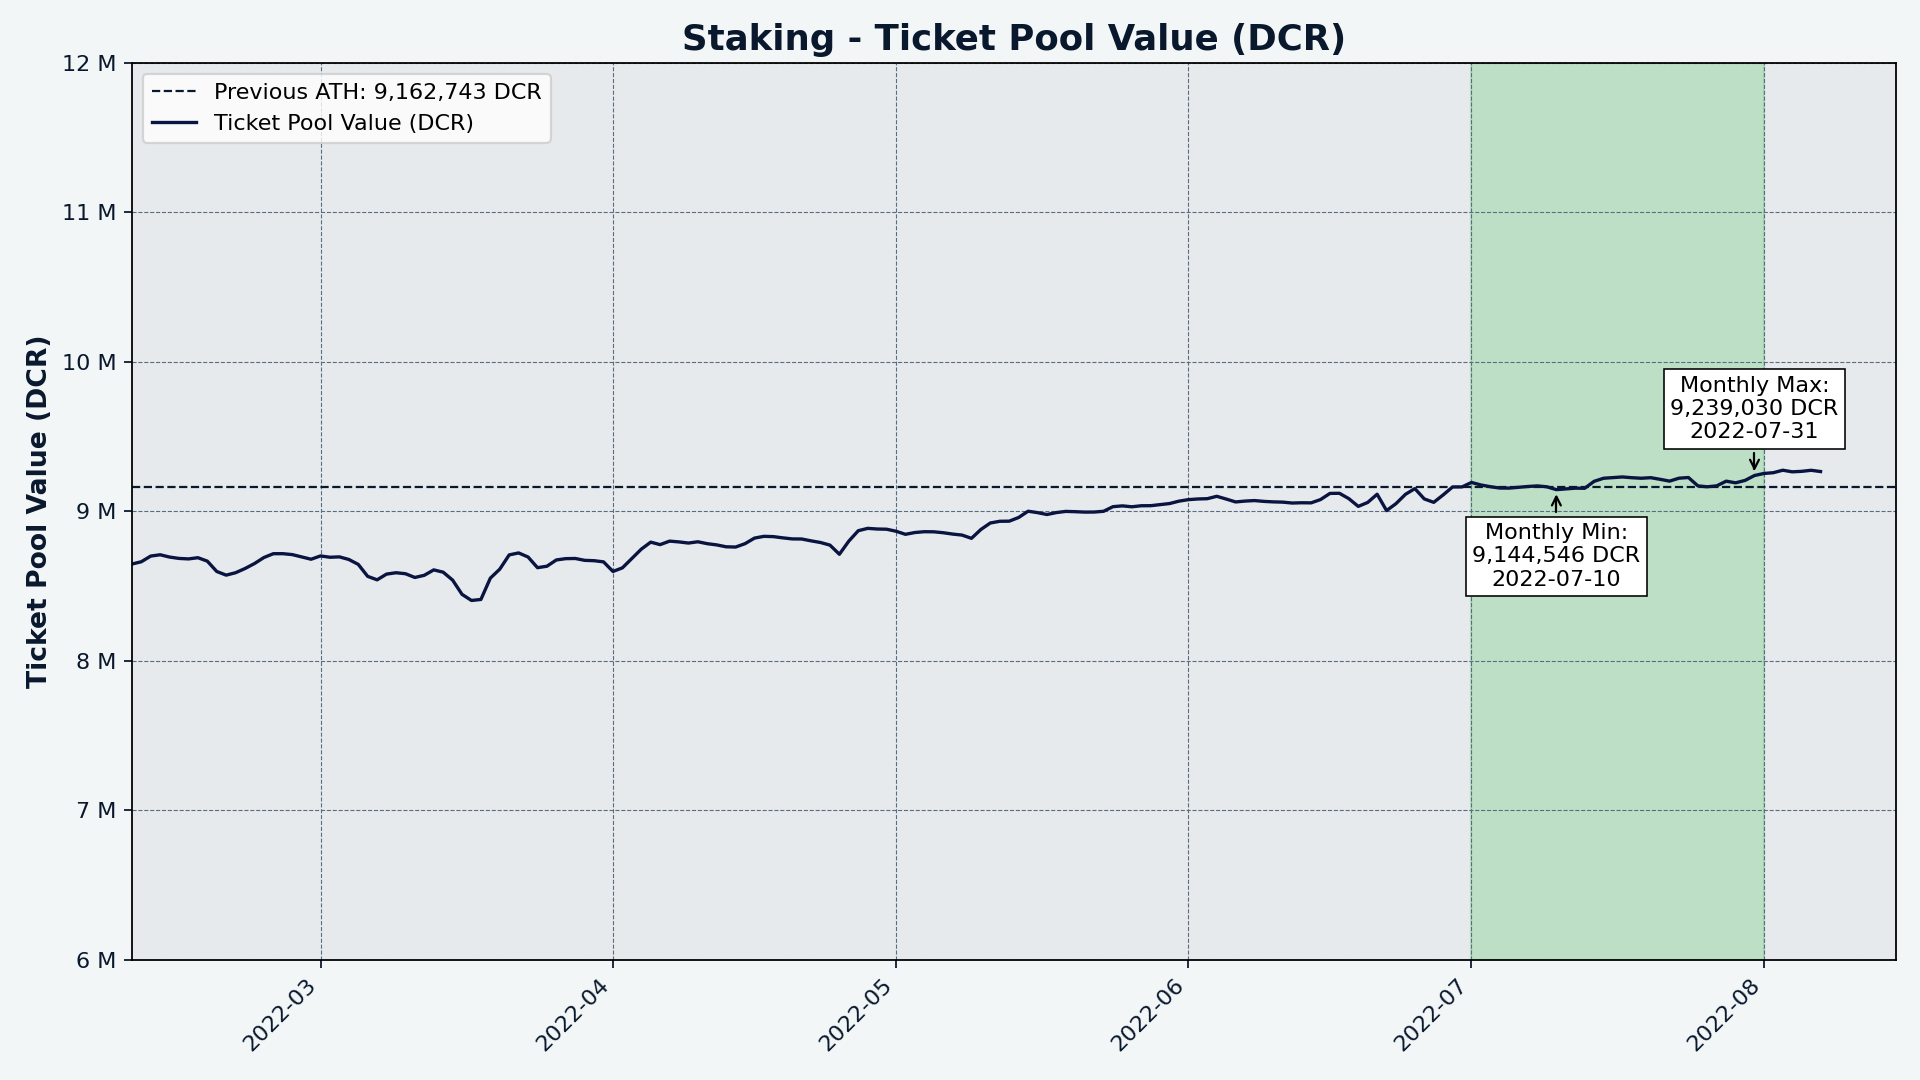 Staking - Ticket Pool Value (DCR)
Previous ATH: 9,162,743 DCR
Ticket Pool Value (DCR)
Ticket Pool Value (DCR)
12 M
11 M
10 M
9 M
8 M
7 M
6 M
Monthly Max:
9,239,030 DCR
2022-07-31
Monthly Min:
9,144,546 DCR
2022-07-10
2022-03
2022-04
2022-05
2022-06
2022-07
2022-08